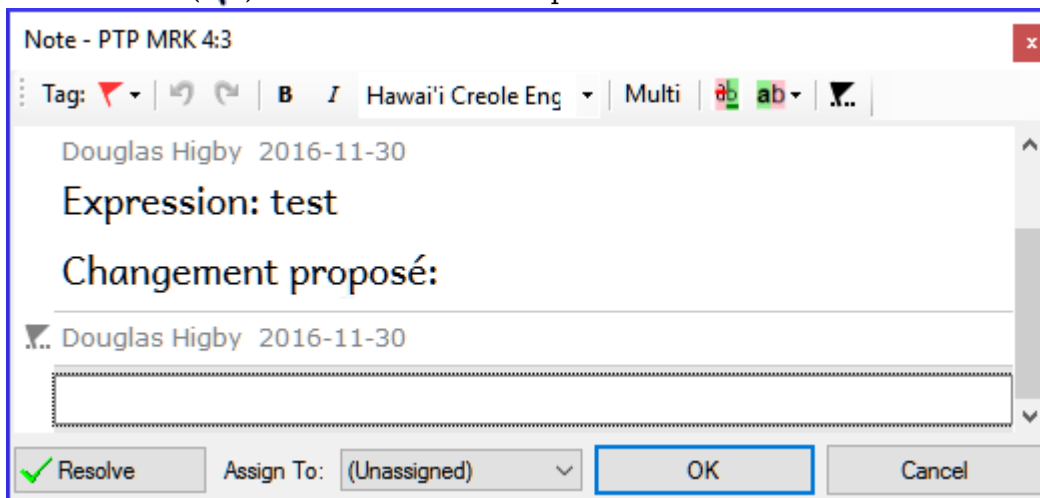 Note - PTP MRK 4:3
x
Tag: B I Hawai'i Creole Eng Multi ab ab
Douglas Higby 2016-11-30
Expression: test
Changement proposé:
Douglas Higby 2016-11-30
Resolve Assign To: (Unassigned) OK Cancel